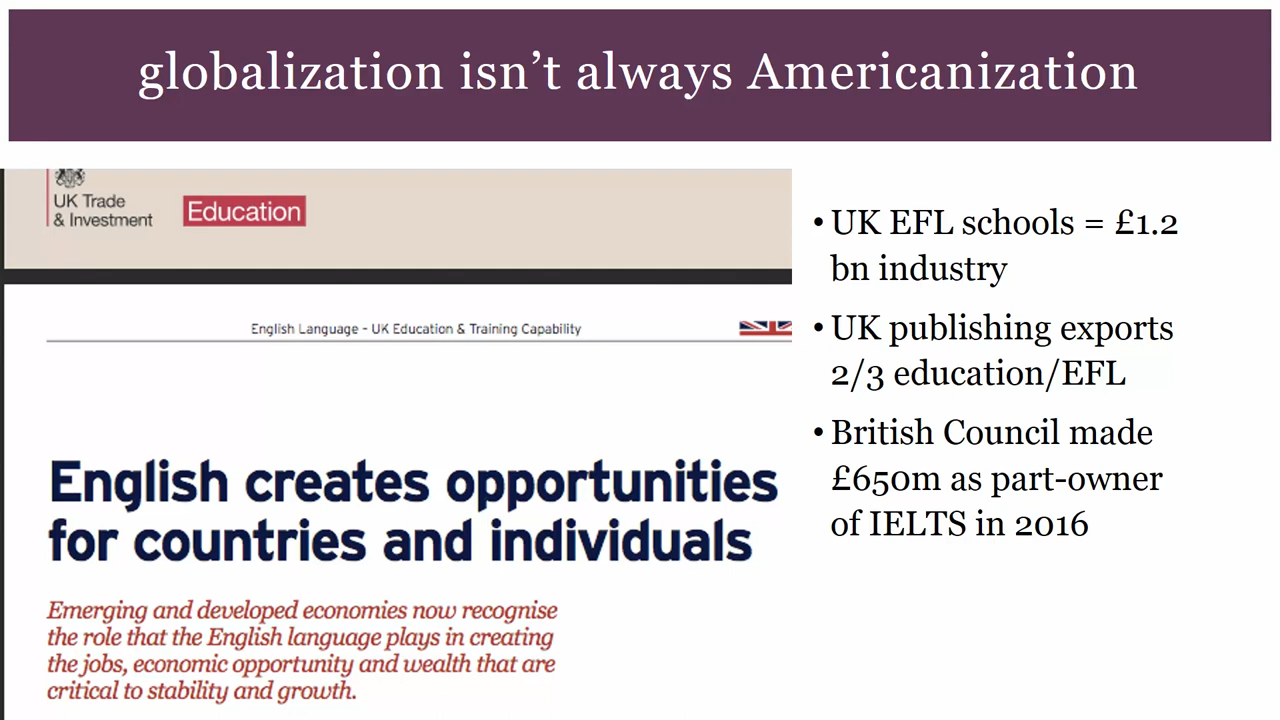 globalization isn’t always Americanization
UK Trade
& Investment
Education
English Language - UK Education & Training Capability
English creates opportunities
for countries and individuals
Emerging and developed economies now recognise
the role that the English language plays in creating
the jobs, economic opportunity and wealth that are
critical to stability and growth.
• UK EFL schools = £1.2
bn industry
• UK publishing exports
2/3 education/EFL
• British Council made
£650m as part-owner
of IELTS in 2016